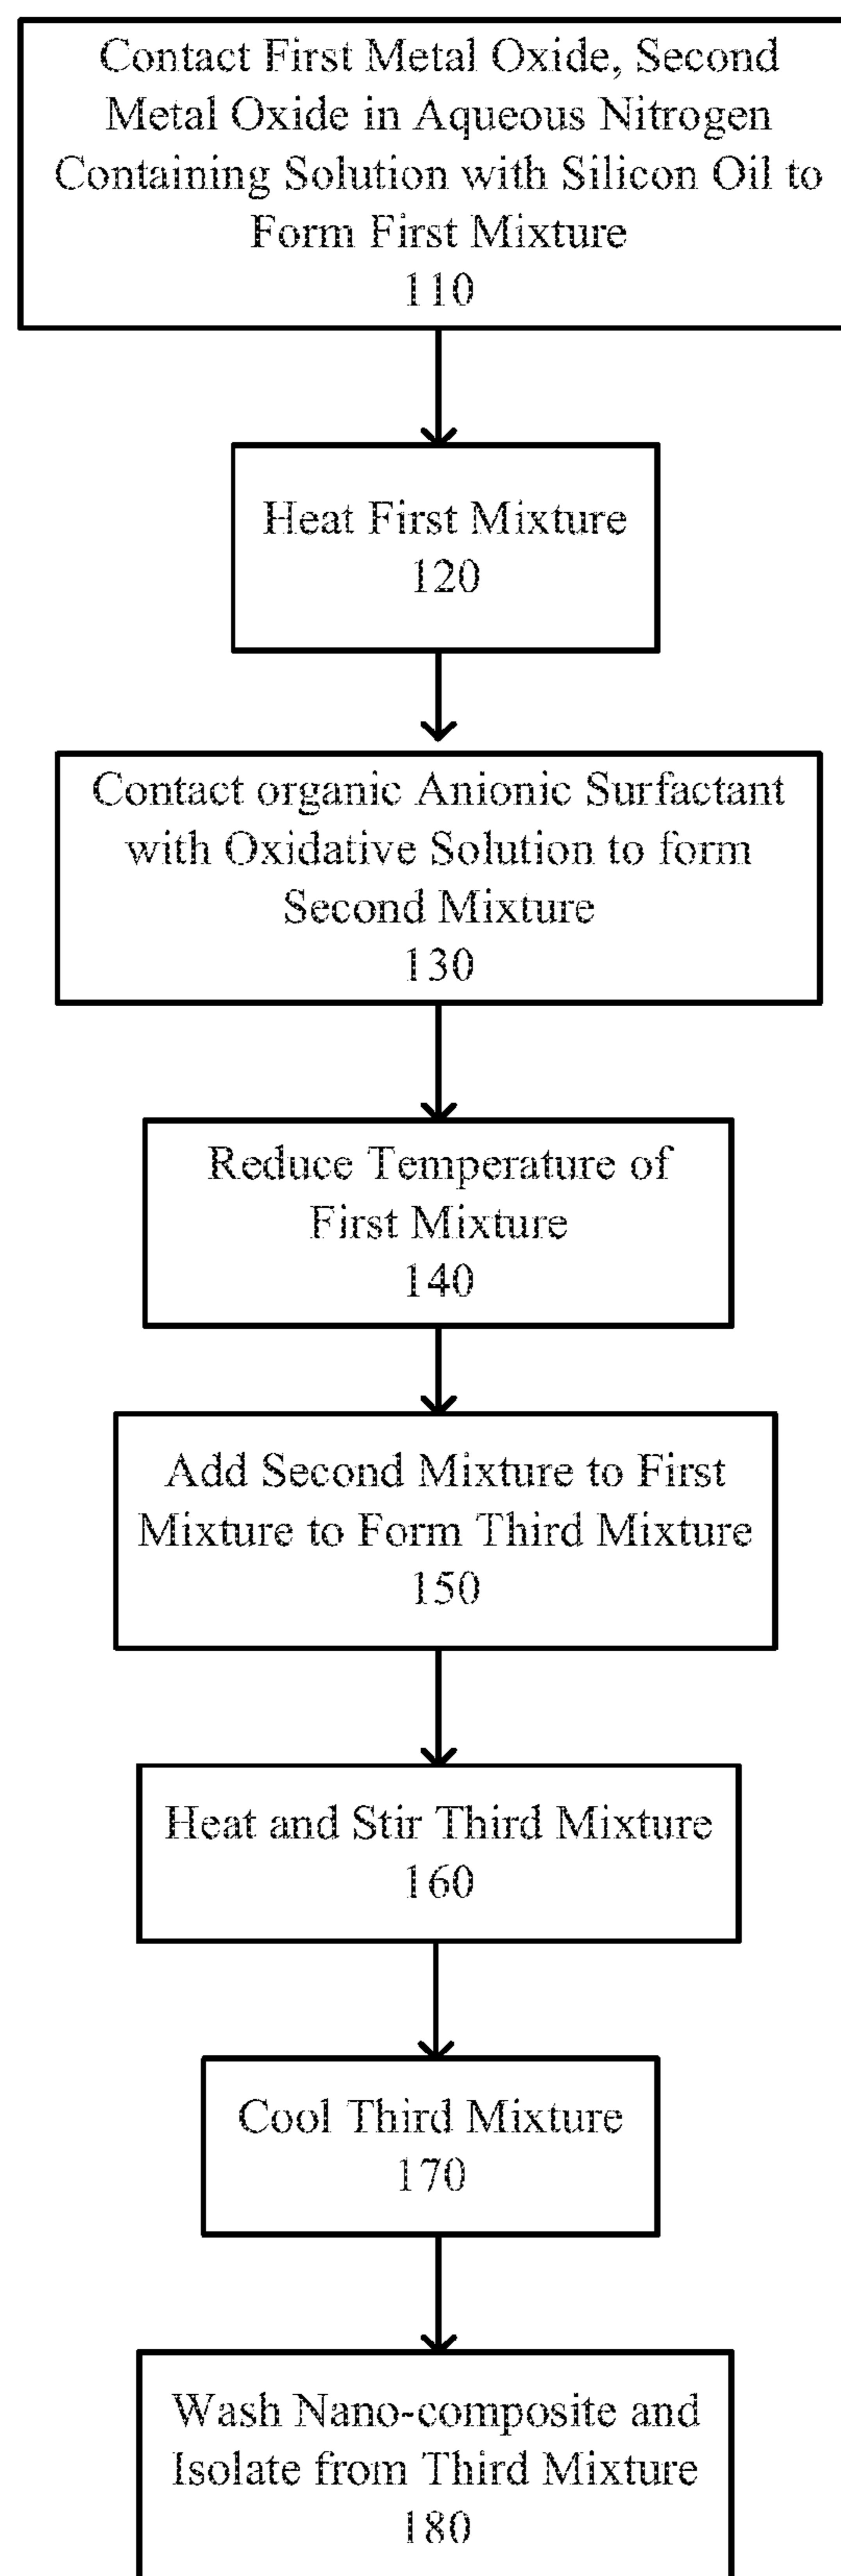 Contact First Metal Oxide, Second
Metal Oxide in Aqueous Nitrogen
Containing Solution with Silicon Oil to
Form First Mixture
110
Heat First Mixture
120
Contact organic Anionic Surfactant
with Oxidative Solution to form
Second Mixture
130
Reduce Temperature of
First Mixture
140
Add Second Mixture to First
Mixture to Form Third Mixture
150
Heat and Stir Third Mixture
160
Cool Third Mixture
170
Wash Nano-composite and
Isolate from Third Mixture
180